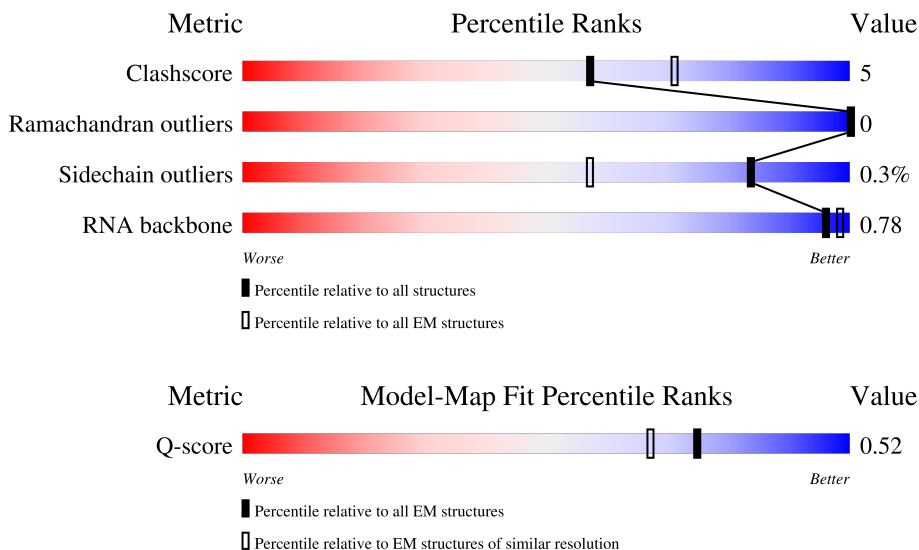 Metric Percentile Ranks Value
Clashscore 5
Ramachandran outliers 0
Sidechain outliers 0.3%
RNA backbone 0.78
Worse Better
Percentile relative to all structures
Percentile relative to all EM structures
Metric Model-Map Fit Percentile Ranks Value
Q-score 0.52
Worse Better
Percentile relative to all EM structures
Percentile relative to EM structures of similar resolution